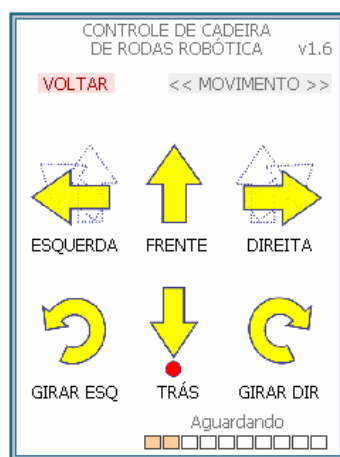 CONTROLE DE CADEIRA
DE RODAS ROBÓTICA v1.6
VOLTAR << MOVIMENTO >>
ESQUERDA FRENTE DIREITA
GIRAR ESQ TRÁS GIRAR DIR
Aguardando